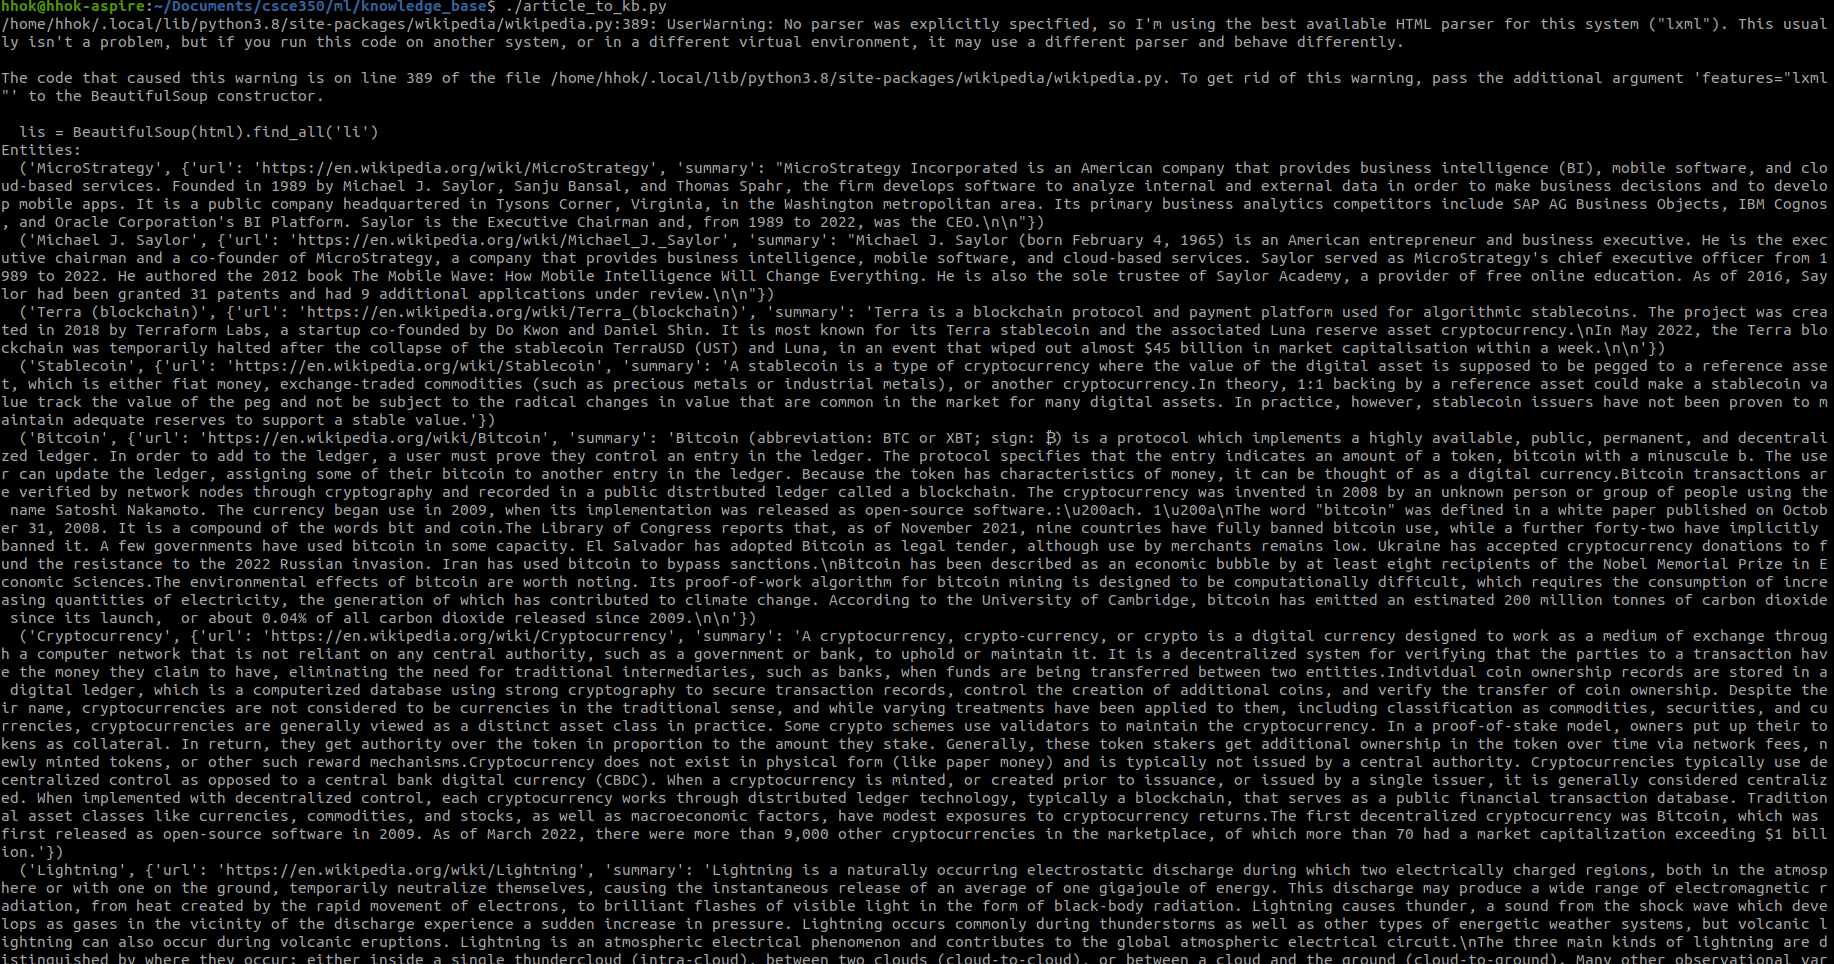 hhok@hhok-aspire:~/Documents/csce350/ml/knowledge_base$ ./article_to_kb.py
/home/hhok/.local/lib/python3.8/site-packages/wikipedia/wikipedia.py:389: UserWarning: No parser was explicitly specified, so I'm using the best available HTML parser for this system ("lxml"). This usual
ly isn't a problem, but if you run this code on another system, or in a different virtual environment, it may use a different parser and behave differently.

The code that caused this warning is on line 389 of the file /home/hhok/.local/lib/python3.8/site-packages/wikipedia/wikipedia.py. To get rid of this warning, pass the additional argument 'features="lxml
"' to the BeautifulSoup constructor.

  lis = BeautifulSoup(html).find_all('li')
Entities:
  ('MicroStrategy', {'url': 'https://en.wikipedia.org/wiki/MicroStrategy', 'summary': "MicroStrategy Incorporated is an American company that provides business intelligence (BI), mobile software, and clo
ud-based services. Founded in 1989 by Michael J. Saylor, Sanju Bansal, and Thomas Spahr, the firm develops software to analyze internal and external data in order to make business decisions and to develo
p mobile apps. It is a public company headquartered in Tysons Corner, Virginia, in the Washington metropolitan area. Its primary business analytics competitors include SAP AG Business Objects, IBM Cognos
, and Oracle Corporation's BI Platform. Saylor is the Executive Chairman and, from 1989 to 2022, was the CEO.\n\n"})
  ('Michael J. Saylor', {'url': 'https://en.wikipedia.org/wiki/Michael_J._Saylor', 'summary': "Michael J. Saylor (born February 4, 1965) is an American entrepreneur and business executive. He is the exec
utive chairman and a co-founder of MicroStrategy, a company that provides business intelligence, mobile software, and cloud-based services. Saylor served as MicroStrategy's chief executive officer from 1
989 to 2022. He authored the 2012 book The Mobile Wave: How Mobile Intelligence Will Change Everything. He is also the sole trustee of Saylor Academy, a provider of free online education. As of 2016, Say
lor had been granted 31 patents and had 9 additional applications under review.\n\n"})
  ('Terra (blockchain)', {'url': 'https://en.wikipedia.org/wiki/Terra_(blockchain)', 'summary': 'Terra is a blockchain protocol and payment platform used for algorithmic stablecoins. The project was crea
ted in 2018 by Terraform Labs, a startup co-founded by Do Kwon and Daniel Shin. It is most known for its Terra stablecoin and the associated Luna reserve asset cryptocurrency.\nIn May 2022, the Terra blo
ckchain was temporarily halted after the collapse of the stablecoin TerraUSD (UST) and Luna, in an event that wiped out almost $45 billion in market capitalisation within a week.\n\n'})
  ('Stablecoin', {'url': 'https://en.wikipedia.org/wiki/Stablecoin', 'summary': 'A stablecoin is a type of cryptocurrency where the value of the digital asset is supposed to be pegged to a reference asse
t, which is either fiat money, exchange-traded commodities (such as precious metals or industrial metals), or another cryptocurrency.In theory, 1:1 backing by a reference asset could make a stablecoin va
lue track the value of the peg and not be subject to the radical changes in value that are common in the market for many digital assets. In practice, however, stablecoin issuers have not been proven to m
aintain adequate reserves to support a stable value.'})
  ('Bitcoin', {'url': 'https://en.wikipedia.org/wiki/Bitcoin', 'summary': 'Bitcoin (abbreviation: BTC or XBT; sign: ₿) is a protocol which implements a highly available, public, permanent, and decentrali
zed ledger. In order to add to the ledger, a user must prove they control an entry in the ledger. The protocol specifies that the entry indicates an amount of a token, bitcoin with a minuscule b. The use
r can update the ledger, assigning some of their bitcoin to another entry in the ledger. Because the token has characteristics of money, it can be thought of as a digital currency.Bitcoin transactions ar
e verified by network nodes through cryptography and recorded in a public distributed ledger called a blockchain. The cryptocurrency was invented in 2008 by an unknown person or group of people using the
 name Satoshi Nakamoto. The currency began use in 2009, when its implementation was released as open-source software.:\u200ach. 1\u200a\nThe word "bitcoin" was defined in a white paper published on Octob
er 31, 2008. It is a compound of the words bit and coin.The Library of Congress reports that, as of November 2021, nine countries have fully banned bitcoin use, while a further forty-two have implicitly
banned it. A few governments have used bitcoin in some capacity. El Salvador has adopted Bitcoin as legal tender, although use by merchants remains low. Ukraine has accepted cryptocurrency donations to f
und the resistance to the 2022 Russian invasion. Iran has used bitcoin to bypass sanctions.\nBitcoin has been described as an economic bubble by at least eight recipients of the Nobel Memorial Prize in E
conomic Sciences.The environmental effects of bitcoin are worth noting. Its proof-of-work algorithm for bitcoin mining is designed to be computationally difficult, which requires the consumption of incre
asing quantities of electricity, the generation of which has contributed to climate change. According to the University of Cambridge, bitcoin has emitted an estimated 200 million tonnes of carbon dioxide
 since its launch,  or about 0.04% of all carbon dioxide released since 2009.\n\n'})
  ('Cryptocurrency', {'url': 'https://en.wikipedia.org/wiki/Cryptocurrency', 'summary': 'A cryptocurrency, crypto-currency, or crypto is a digital currency designed to work as a medium of exchange throug
h a computer network that is not reliant on any central authority, such as a government or bank, to uphold or maintain it. It is a decentralized system for verifying that the parties to a transaction hav
e the money they claim to have, eliminating the need for traditional intermediaries, such as banks, when funds are being transferred between two entities.Individual coin ownership records are stored in a
 digital ledger, which is a computerized database using strong cryptography to secure transaction records, control the creation of additional coins, and verify the transfer of coin ownership. Despite the
ir name, cryptocurrencies are not considered to be currencies in the traditional sense, and while varying treatments have been applied to them, including classification as commodities, securities, and cu
rrencies, cryptocurrencies are generally viewed as a distinct asset class in practice. Some crypto schemes use validators to maintain the cryptocurrency. In a proof-of-stake model, owners put up their to
kens as collateral. In return, they get authority over the token in proportion to the amount they stake. Generally, these token stakers get additional ownership in the token over time via network fees, n
ewly minted tokens, or other such reward mechanisms.Cryptocurrency does not exist in physical form (like paper money) and is typically not issued by a central authority. Cryptocurrencies typically use de
centralized control as opposed to a central bank digital currency (CBDC). When a cryptocurrency is minted, or created prior to issuance, or issued by a single issuer, it is generally considered centraliz
ed. When implemented with decentralized control, each cryptocurrency works through distributed ledger technology, typically a blockchain, that serves as a public financial transaction database. Tradition
al asset classes like currencies, commodities, and stocks, as well as macroeconomic factors, have modest exposures to cryptocurrency returns.The first decentralized cryptocurrency was Bitcoin, which was
first released as open-source software in 2009. As of March 2022, there were more than 9,000 other cryptocurrencies in the marketplace, of which more than 70 had a market capitalization exceeding $1 bill
ion.'})
  ('Lightning', {'url': 'https://en.wikipedia.org/wiki/Lightning', 'summary': 'Lightning is a naturally occurring electrostatic discharge during which two electrically charged regions, both in the atmosp
here or with one on the ground, temporarily neutralize themselves, causing the instantaneous release of an average of one gigajoule of energy. This discharge may produce a wide range of electromagnetic r
adiation, from heat created by the rapid movement of electrons, to brilliant flashes of visible light in the form of black-body radiation. Lightning causes thunder, a sound from the shock wave which deve
lops as gases in the vicinity of the discharge experience a sudden increase in pressure. Lightning occurs commonly during thunderstorms as well as other types of energetic weather systems, but volcanic l
ightning can also occur during volcanic eruptions. Lightning is an atmospheric electrical phenomenon and contributes to the global atmospheric electrical circuit.\nThe three main kinds of lightning are d
istinguished by where they occur: either inside a single thundercloud (intra-cloud), between two clouds (cloud-to-cloud), or between a cloud and the ground (cloud-to-ground). Many other observational var